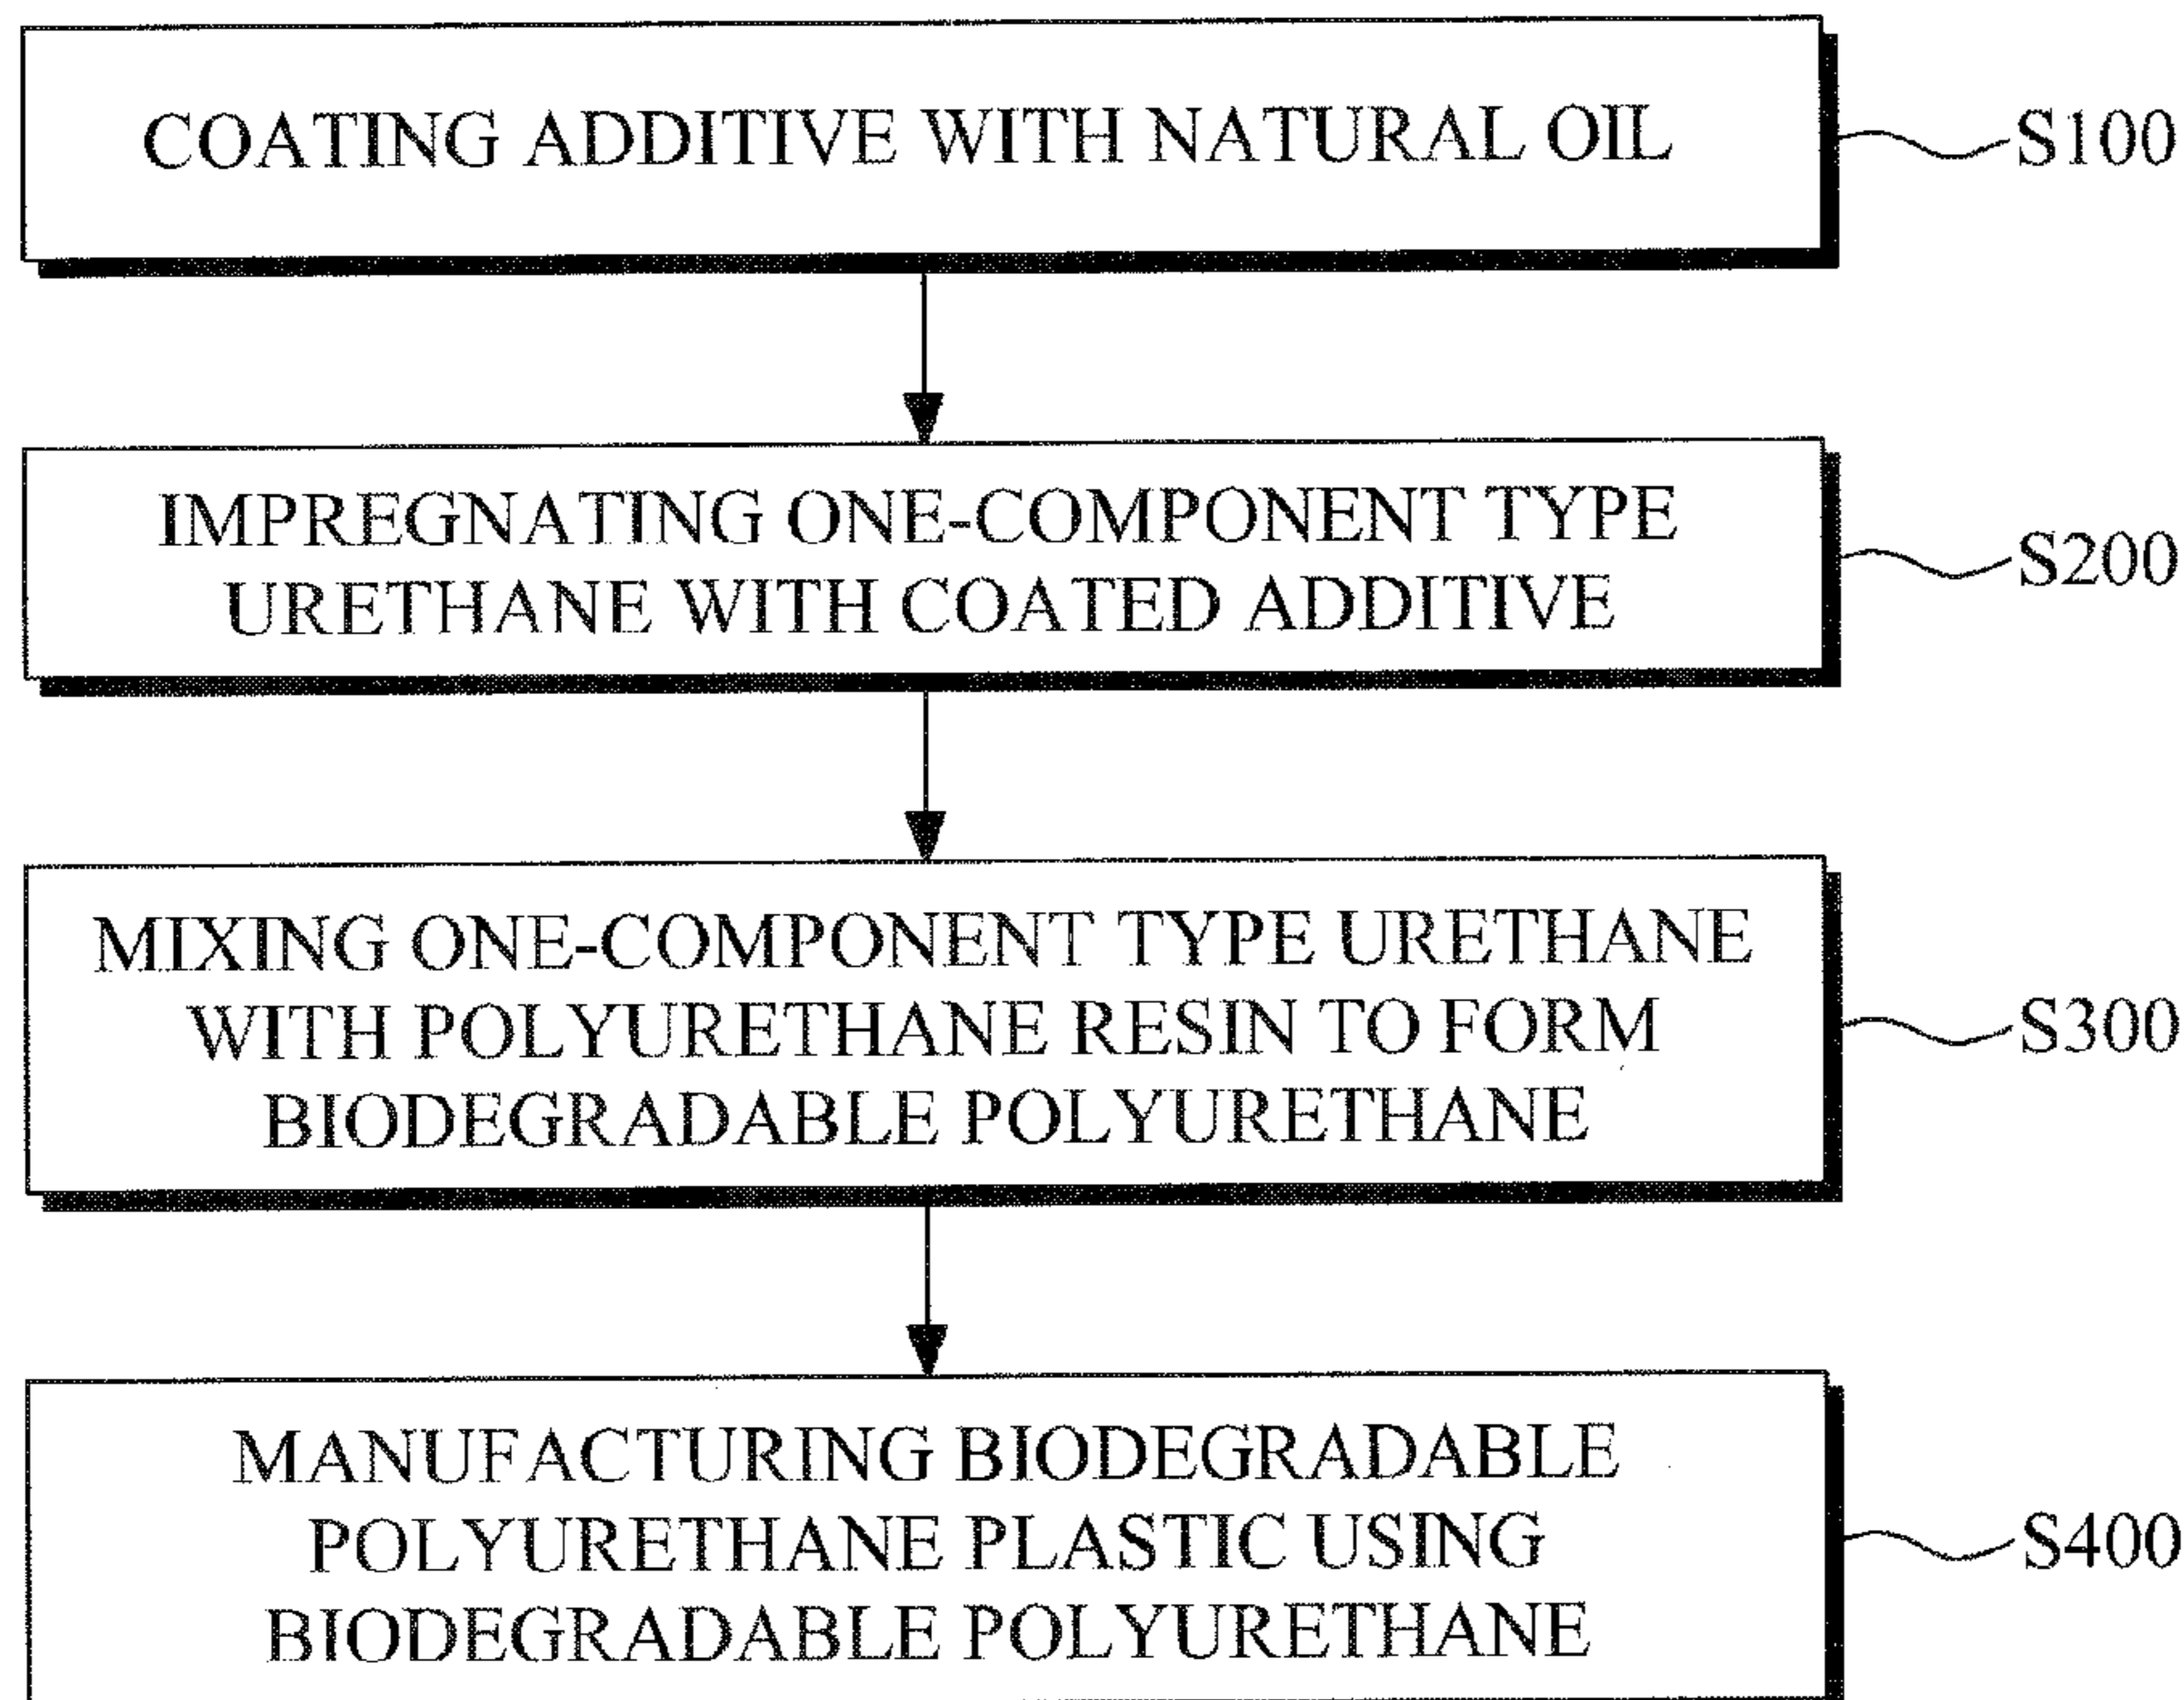 COATING ADDITIVE WITH NATURAL OIL
S100
IMPREGNATING ONE-COMPONENT TYPE
URETHANE WITH COATED ADDITIVE
S200
MIXING ONE-COMPONENT TYPE URETHANE
WITH POLYURETHANE RESIN TO FORM
BIODEGRADABLE POLYURETHANE
S300
MANUFACTURING BIODEGRADABLE
POLYURETHANE PLASTIC USING
BIODEGRADABLE POLYURETHANE
S400